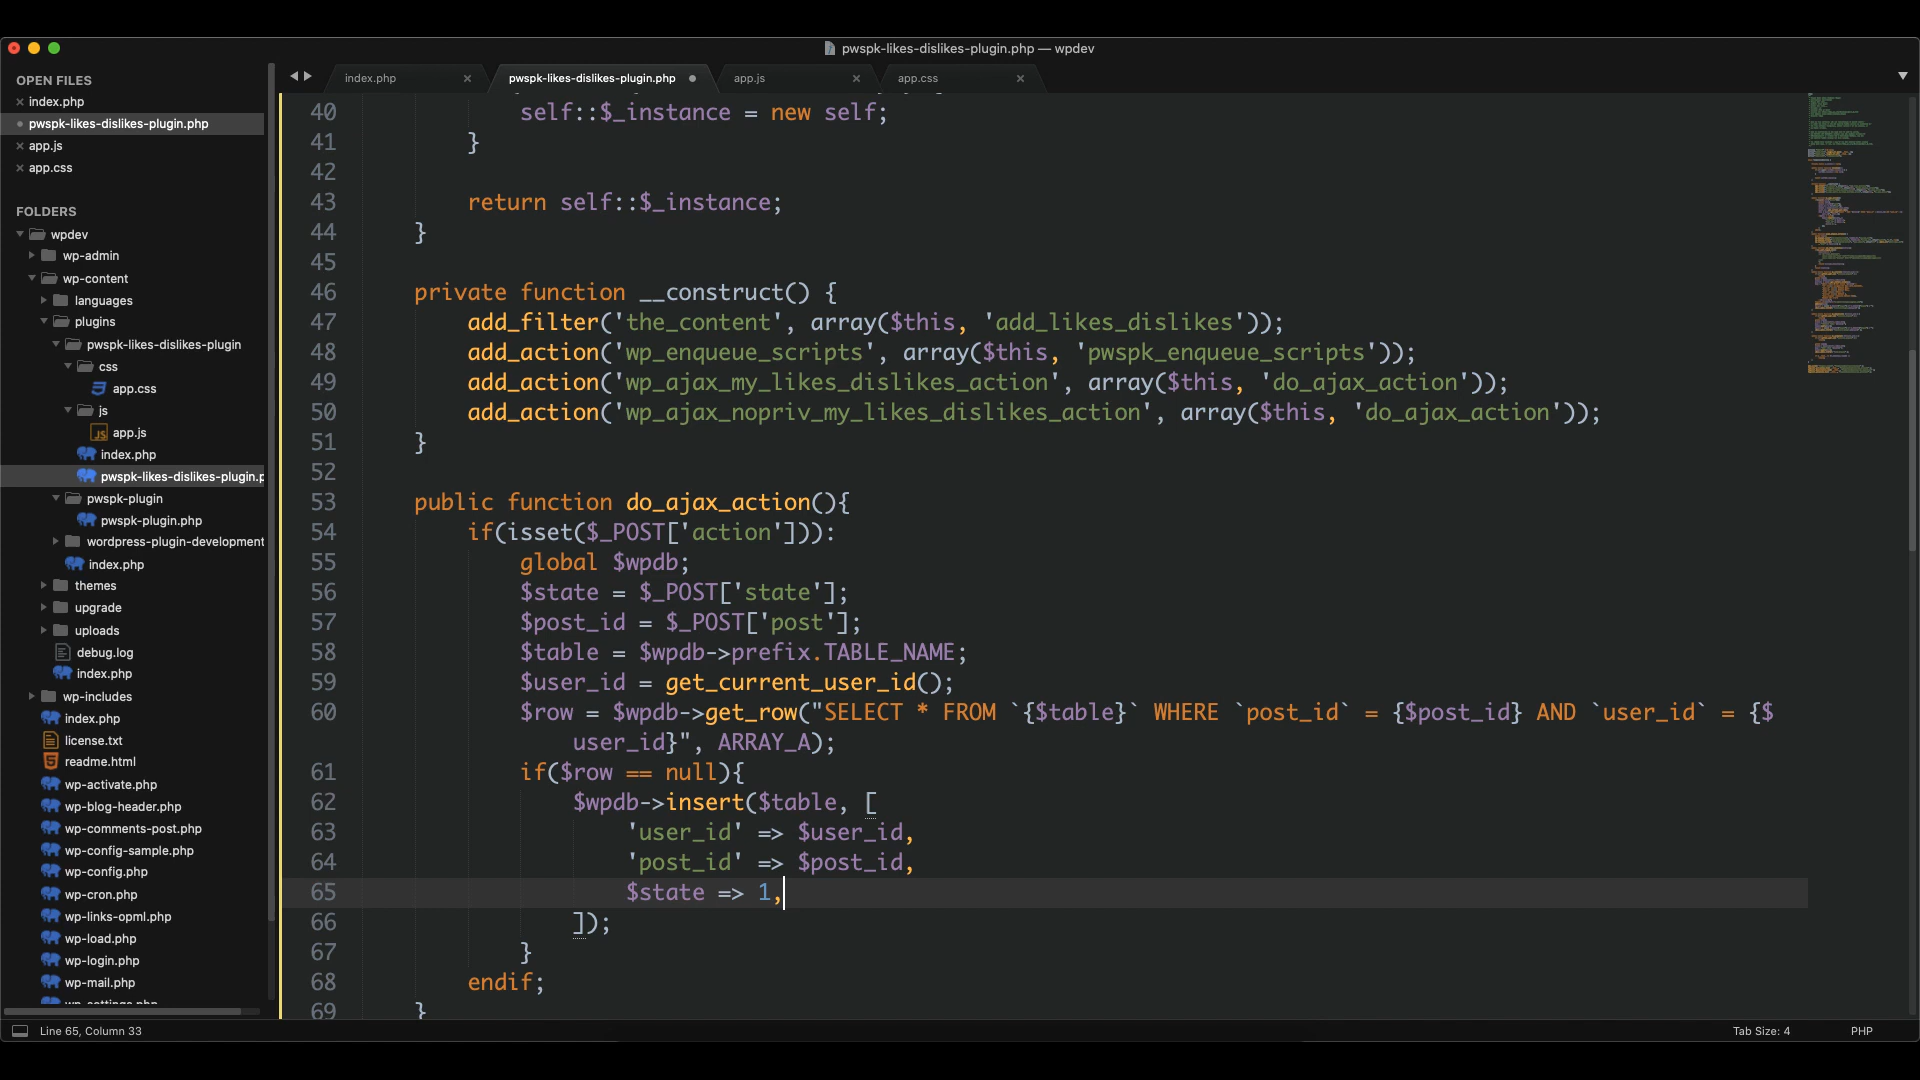 pwspk-likes-dislikes-plugin.php — wpdev
OPEN FILES
index.php
pwspk-likes-dislikes-plugin.php
app.js
app.css
FOLDERS
wpdev
wp-admin
wp-content
languages
plugins
pwspk-likes-dislikes-plugin
css
app.css
js
app.js
index.php
pwspk-likes-dislikes-plugin.p
pwspk-plugin
pwspk-plugin.php
wordpress-plugin-development
index.php
themes
upgrade
uploads
debug.log
index.php
wp-includes
index.php
license.txt
readme.html
wp-activate.php
wp-blog-header.php
wp-comments-post.php
wp-config-sample.php
wp-config.php
wp-cron.php
wp-links-opml.php
wp-load.php
wp-login.php
wp-mail.php
wp-settings.php
index.php pwspk-likes-dislikes-plugin.php app.js app.css
40 self::$_instance = new self;
41 }
42
43 return self::$_instance;
44 }
45
46 private function __construct() {
47 add_filter('the_content', array($this, 'add_likes_dislikes'));
48 add_action('wp_enqueue_scripts', array($this, 'pwspk_enqueue_scripts'));
49 add_action('wp_ajax_my_likes_dislikes_action', array($this, 'do_ajax_action'));
50 add_action('wp_ajax_nopriv_my_likes_dislikes_action', array($this, 'do_ajax_action'));
51 }
52
53 public function do_ajax_action(){
54 if(isset($_POST['action'])):
55 global $wpdb;
56 $state = $_POST['state'];
57 $post_id = $_POST['post'];
58 $table = $wpdb->prefix.TABLE_NAME;
59 $user_id = get_current_user_id();
60 $row = $wpdb->get_row("SELECT * FROM `{$table}` WHERE `post_id` = {$post_id} AND `user_id` = {$
user_id}", ARRAY_A);
61 if($row == null){
62 $wpdb->insert($table, [
63 'user_id' => $user_id,
64 'post_id' => $post_id,
65 $state => 1,
66 ]);
67 }
68 endif;
69 }
Line 65, Column 33
Tab Size: 4
PHP